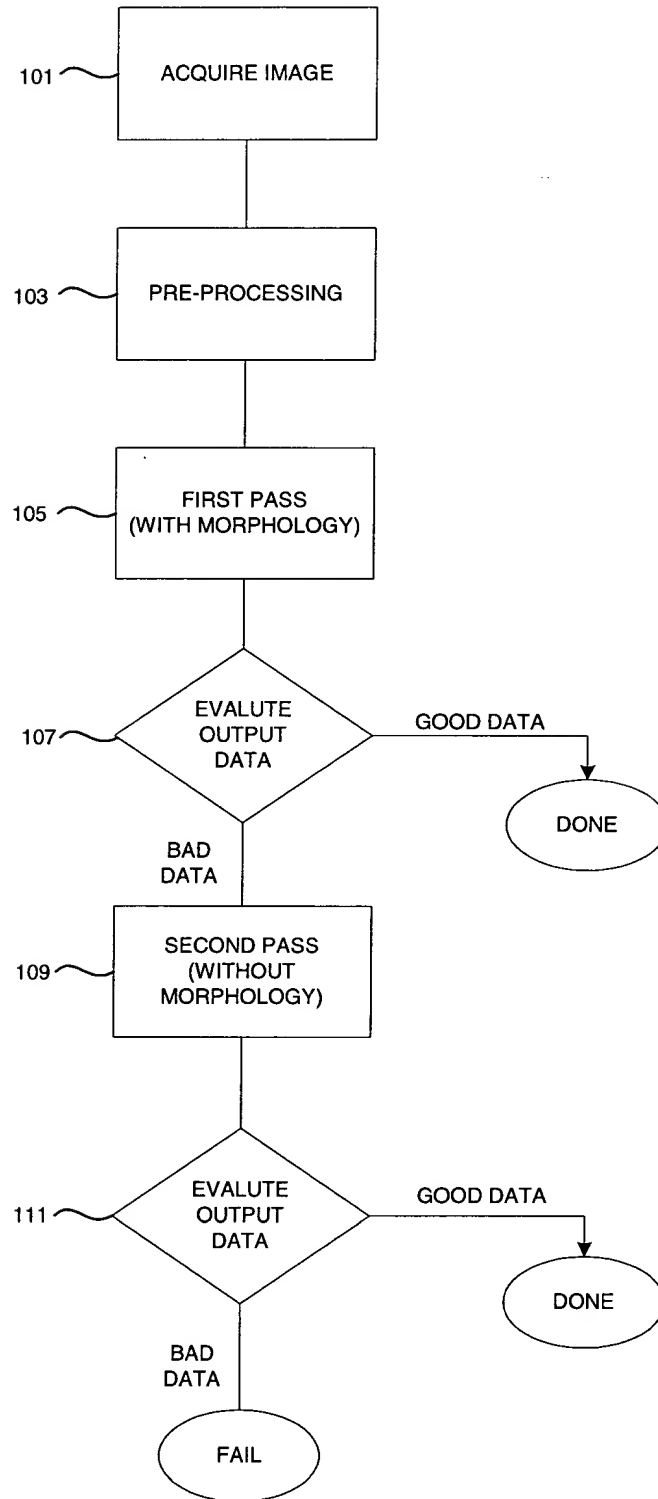 101
ACQUIRE IMAGE
103
PRE-PROCESSING
105
FIRST PASS
(WITH MORPHOLOGY)
107
EVALUTE
OUTPUT
DATA
GOOD DATA
DONE
BAD
DATA
109
SECOND PASS
(WITHOUT
MORPHOLOGY)
111
EVALUTE
OUTPUT
DATA
GOOD DATA
DONE
BAD
DATA
FAIL